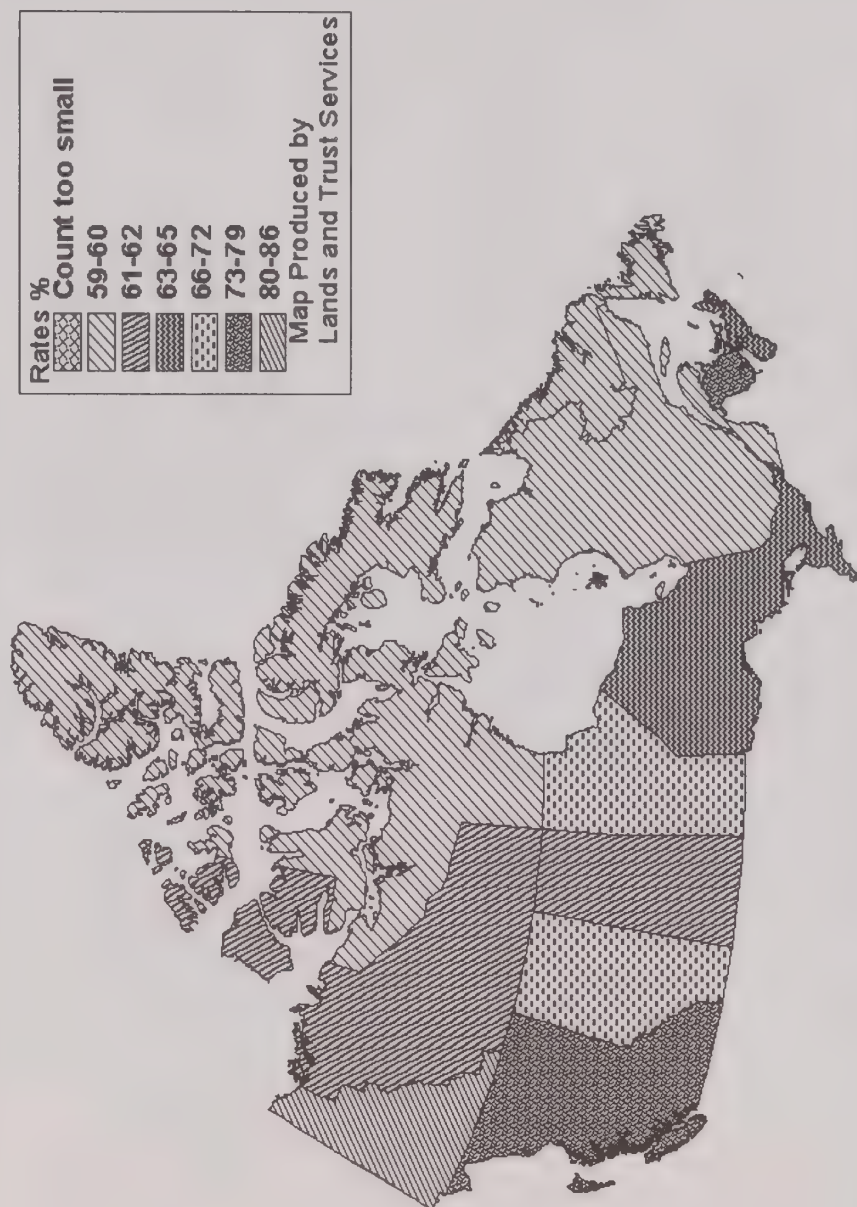 Rates %
Count too small
59-60
61-62
63-65
66-72
73-79
80-86
Map Produced by
Lands and Trust Services